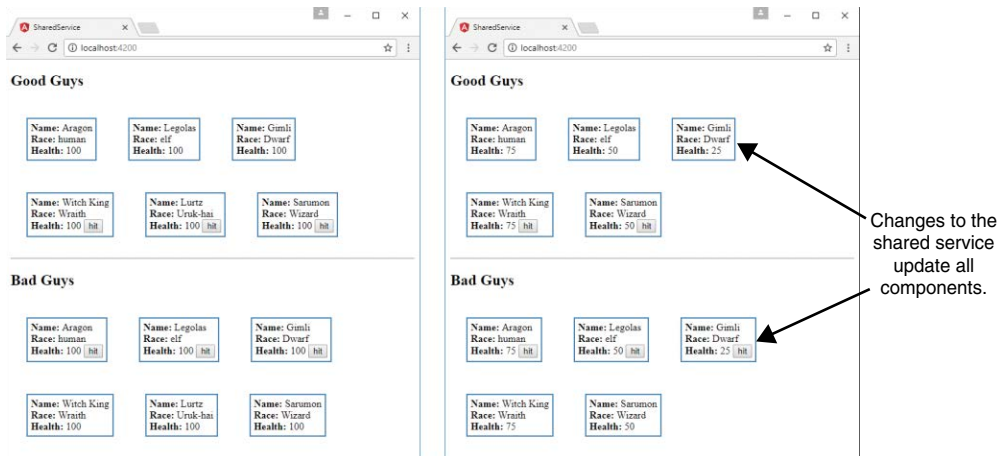 SharedService
localhost:4200
Good Guys
Name: Aragon
Race: human
Health: 100
Name: Legolas
Race: elf
Health: 100
Name: Gimli
Race: Dwarf
Health: 100
Name: Witch King
Race: Wraith
Health: 100 hit
Name: Lurtz
Race: Uruk-hai
Health: 100 hit
Name: Sarumon
Race: Wizard
Health: 100 hit
Bad Guys
Name: Aragon
Race: human
Health: 100 hit
Name: Legolas
Race: elf
Health: 100 hit
Name: Gimli
Race: Dwarf
Health: 100 hit
Name: Witch King
Race: Wraith
Health: 100
Name: Lurtz
Race: Uruk-hai
Health: 100
Name: Sarumon
Race: Wizard
Health: 100
SharedService
localhost:4200
Good Guys
Name: Aragon
Race: human
Health: 75
Name: Legolas
Race: elf
Health: 50
Name: Gimli
Race: Dwarf
Health: 25
Name: Witch King
Race: Wraith
Health: 75 hit
Name: Sarumon
Race: Wizard
Health: 50 hit
Bad Guys
Name: Aragon
Race: human
Health: 75 hit
Name: Legolas
Race: elf
Health: 50 hit
Name: Gimli
Race: Dwarf
Health: 25 hit
Name: Witch King
Race: Wraith
Health: 75
Name: Sarumon
Race: Wizard
Health: 50
Changes to the
shared service
update all
components.